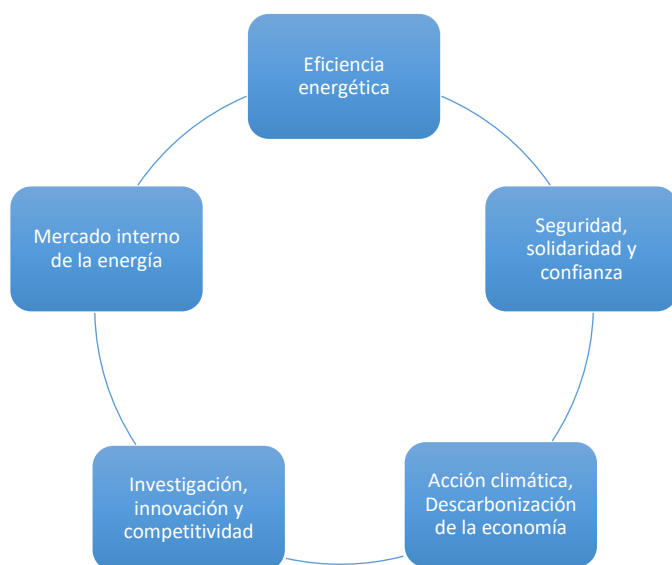 Eficiencia
energética
Seguridad,
solidaridad y
confianza
Acción climática,
Descarbonización
de la economía
Investigación,
innovación y
competitividad
Mercado interno
de la energía